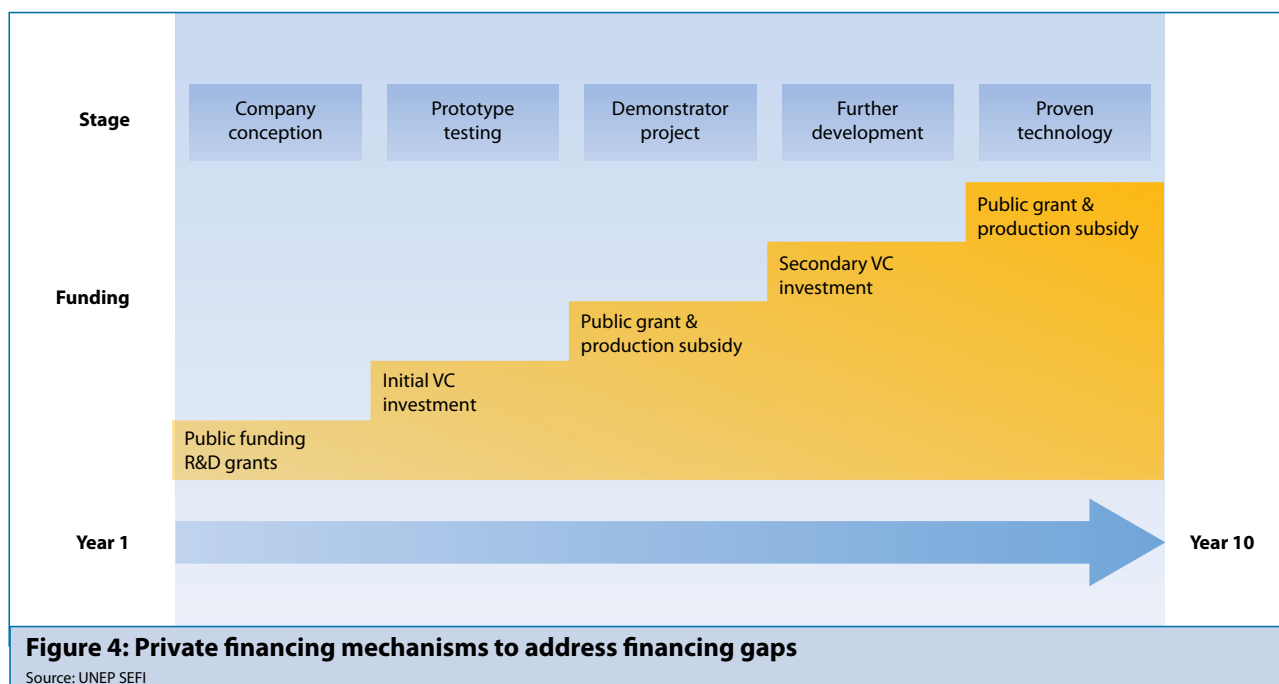 Stage
Company
conception
Prototype
testing
Demonstrator
project
Further
development
Proven
technology
Funding
Public funding
R&D grants
Initial VC
investment
Public grant &
production subsidy
Secondary VC
investment
Public grant &
production subsidy
Year 1
Year 10
Figure 4: Private financing mechanisms to address financing gaps
Source: UNEP SEFI